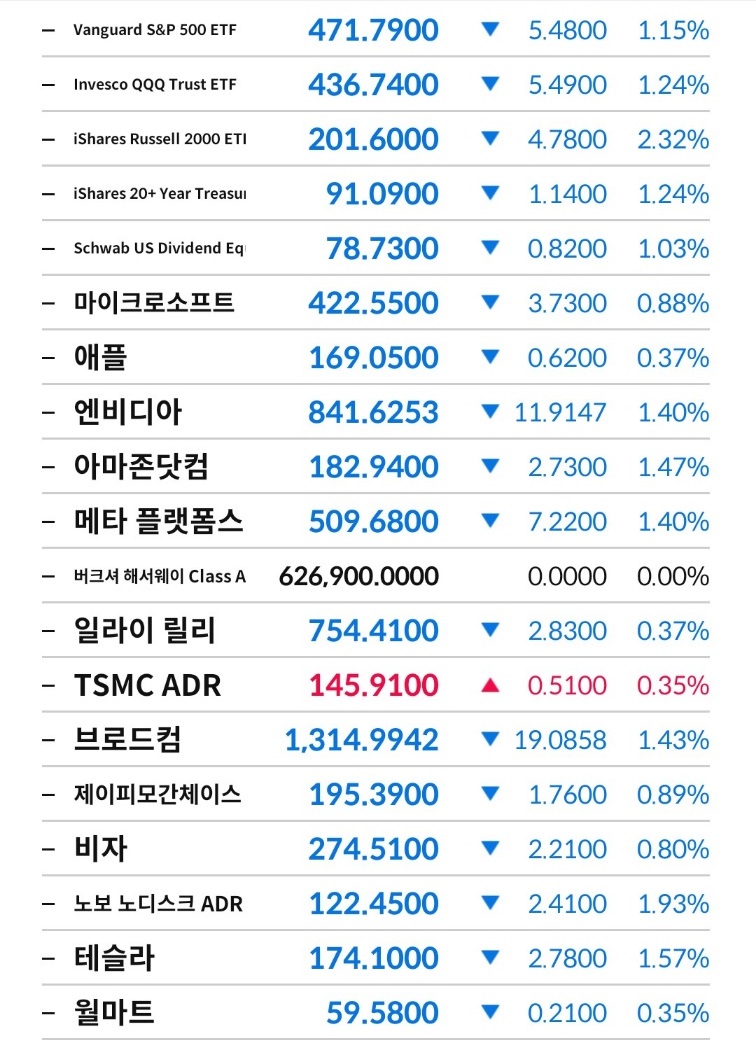 – Vanguard S&P 500 ETF 471.7900 ▼ 5.4800 1.15%
– Invesco QQQ Trust ETF 436.7400 ▼ 5.4900 1.24%
– iShares Russell 2000 ETI 201.6000 ▼ 4.7800 2.32%
– iShares 20+ Year Treasu 91.0900 ▼ 1.1400 1.24%
– Schwab US Dividend Eq 78.7300 ▼ 0.8200 1.03%
– 마이크로소프트 422.5500 ▼ 3.7300 0.88%
– 애플 169.0500 ▼ 0.6200 0.37%
– 엔비디아 841.6253 ▼ 11.9147 1.40%
– 아마존닷컴 182.9400 ▼ 2.7300 1.47%
– 메타 플랫폼스 509.6800 ▼ 7.2200 1.40%
– 버크셔 해서웨이 Class A 626,900.0000 0.0000 0.00%
– 일라이 릴리 754.4100 ▼ 2.8300 0.37%
– TSMC ADR 145.9100 ▲ 0.5100 0.35%
– 브로드컴 1,314.9942 ▼ 19.0858 1.43%
– 제이피모간체이스 195.3900 ▼ 1.7600 0.89%
– 비자 274.5100 ▼ 2.2100 0.80%
– 노보 노디스크 ADR 122.4500 ▼ 2.4100 1.93%
– 테슬라 174.1000 ▼ 2.7800 1.57%
– 월마트 59.5800 ▼ 0.2100 0.35%